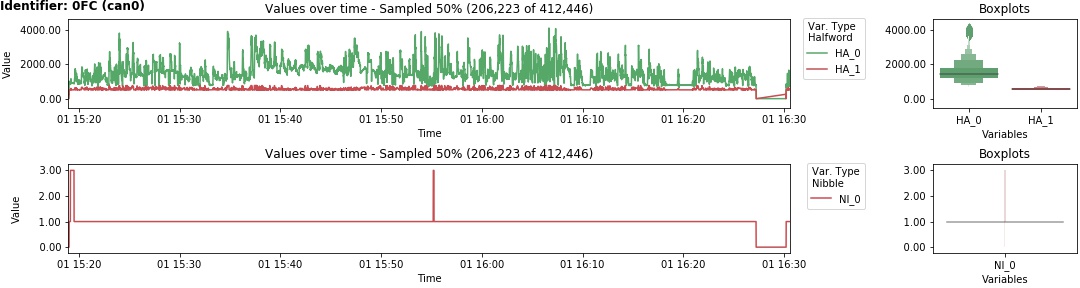 Identifier: 0FC (can0)
Values over time - Sampled 50% (206,223 of 412,446)
Value
4000.00
2000.00
0.00
01 15:20 01 15:30 01 15:40 01 15:50 01 16:00 01 16:10 01 16:20 01 16:30
Time
Var. Type
Halfword
HA_0
HA_1
Boxplots
4000.00
2000.00
0.00
HA_0 HA_1
Variables
Values over time - Sampled 50% (206,223 of 412,446)
Value
3.00
2.00
1.00
0.00
01 15:20 01 15:30 01 15:40 01 15:50 01 16:00 01 16:10 01 16:20 01 16:30
Time
Var. Type
Nibble
NI_0
Boxplots
3.00
2.00
1.00
0.00
NI_0
Variables